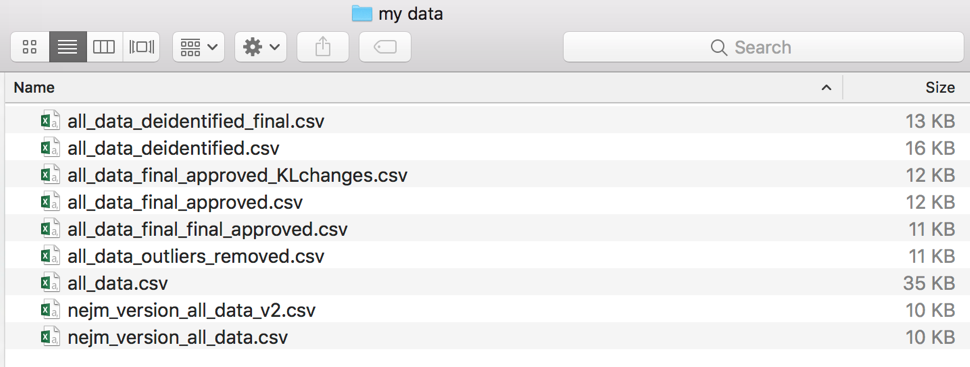 my data
Search
Name Size
all_data_deidentified_final.csv 13 KB
all_data_deidentified.csv 16 KB
all_data_final_approved_KLchanges.csv 12 KB
all_data_final_approved.csv 12 KB
all_data_final_final_approved.csv 11 KB
all_data_outliers_removed.csv 11 KB
all_data.csv 35 KB
nejm_version_all_data_v2.csv 10 KB
nejm_version_all_data.csv 10 KB